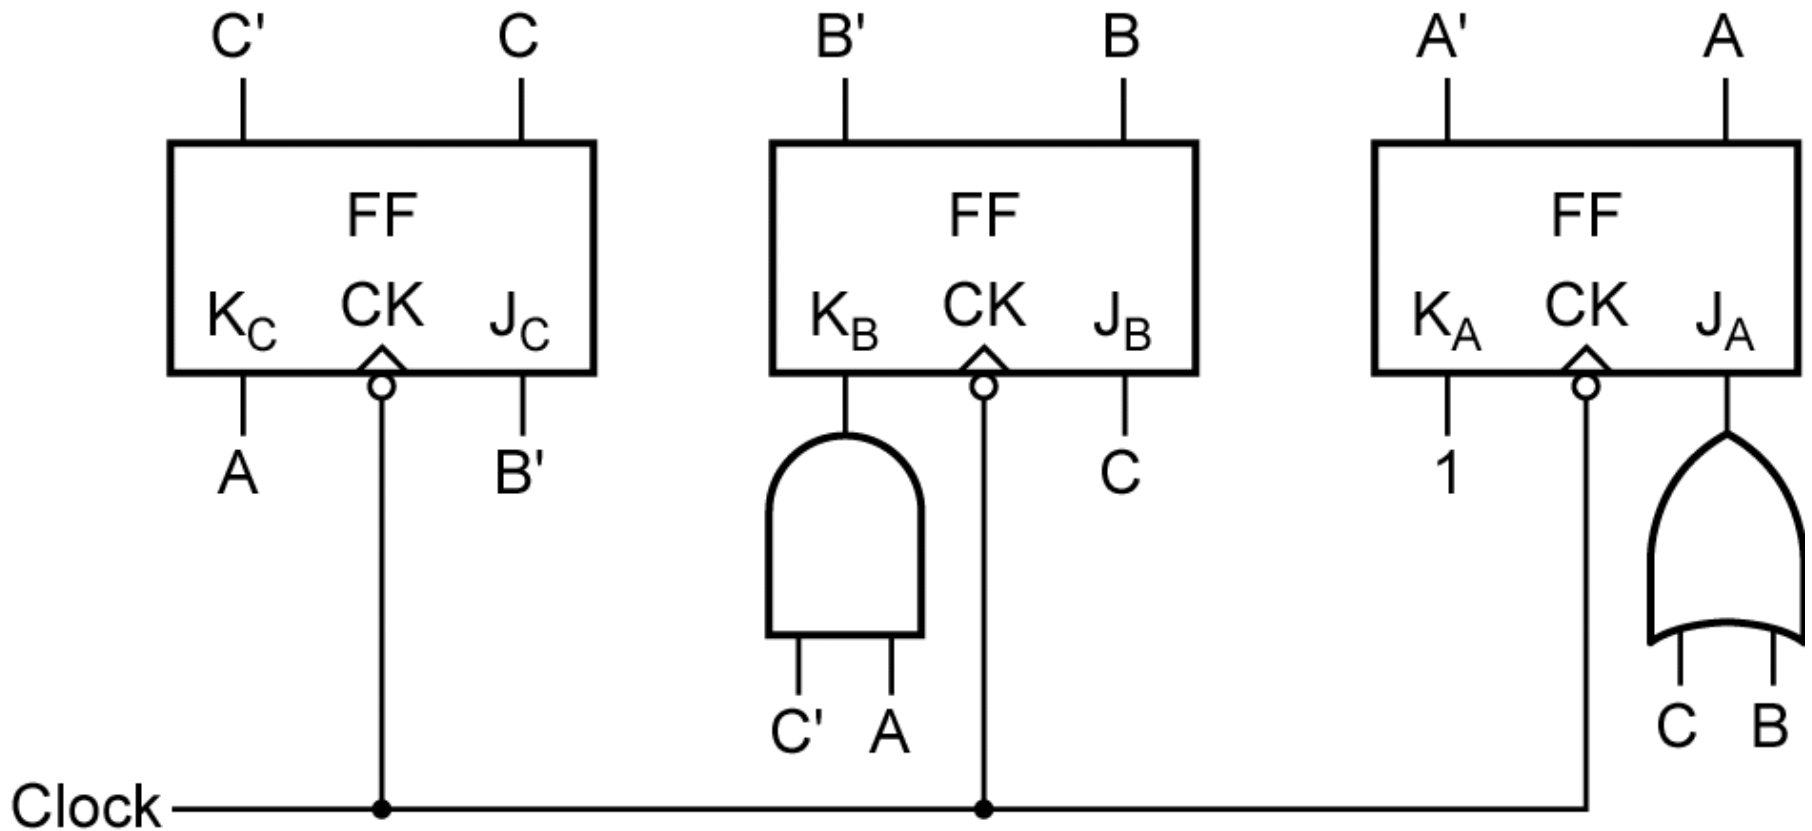 C' C B' B A' A
FF FF FF
K_C CK J_C K_B CK J_B K_A CK J_A
A B' C 1
C' A C B
Clock